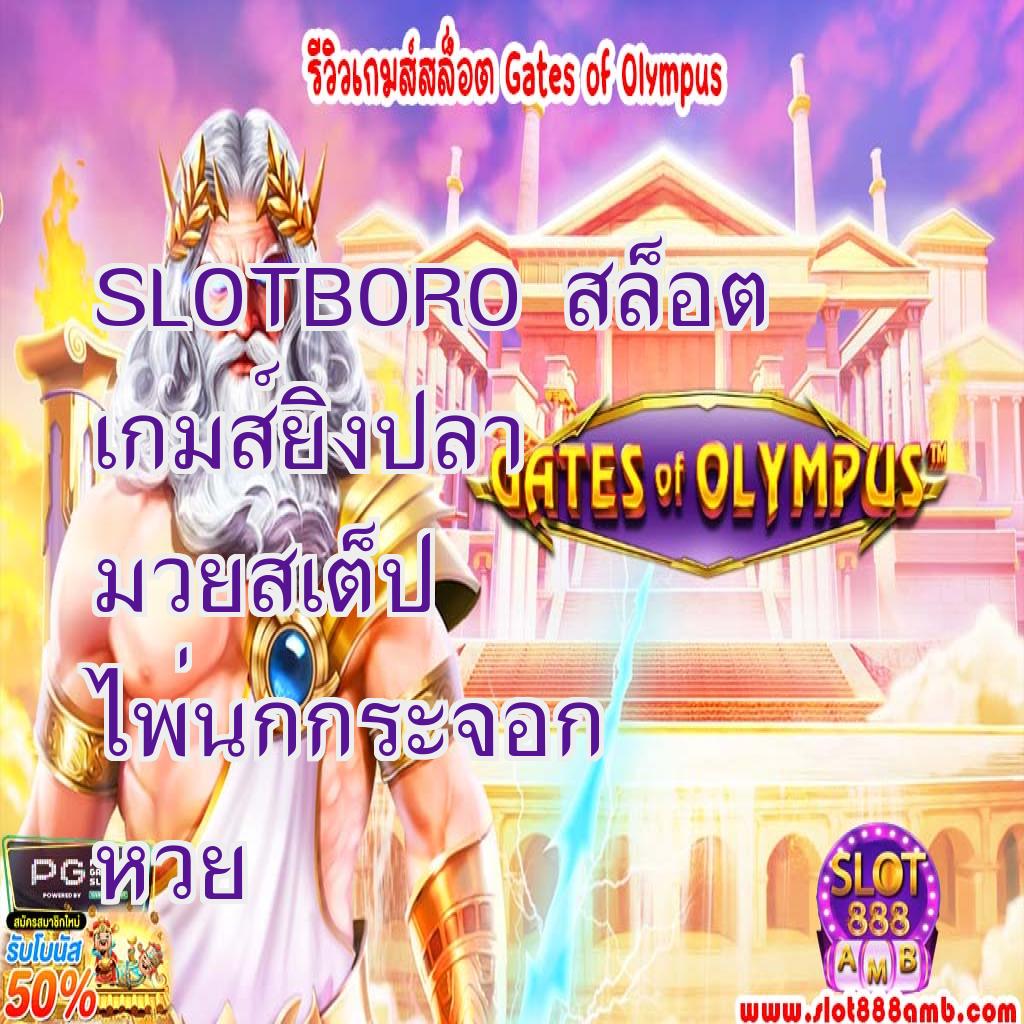 รีวิวเกมส์สล็อต Gates of Olympus
SLOTBORO สล็อต
เกมส์ยิงปลา
GATES of OLYMPUS™
มวยสเต็ป
ไพ่นกกระจอก
หวย
PG
POWERED BY
สมัครสมาชิกใหม่
รับโบนัส
50%
SLOT
888
AMB
www.slot888amb.com